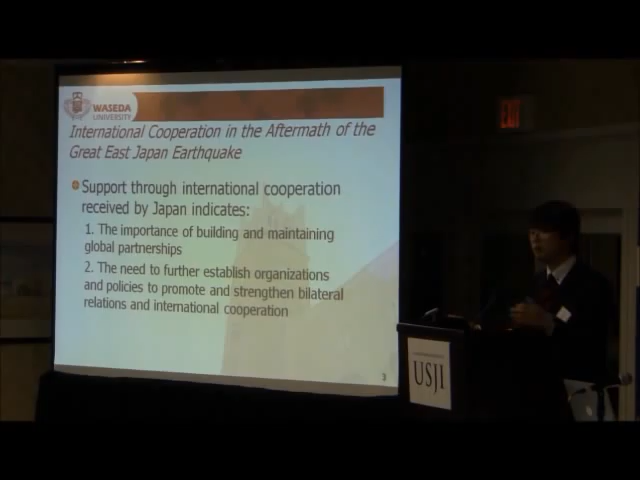 WASEDA
UNIVERSITY
International Cooperation in the Aftermath of the
Great East Japan Earthquake
Support through international cooperation
received by Japan indicates:
1. The importance of building and maintaining
global partnerships
2. The need to further establish organizations
and policies to promote and strengthen bilateral
relations and international cooperation
3
USJI